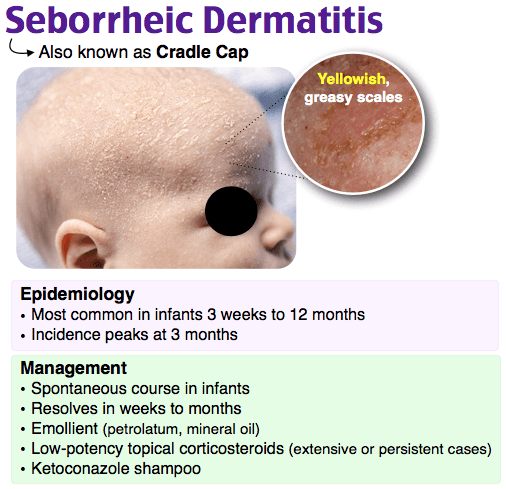 Seborrheic Dermatitis
Also known as Cradle Cap
Yellowish,
greasy scales
Epidemiology
• Most common in infants 3 weeks to 12 months
• Incidence peaks at 3 months
Management
• Spontaneous course in infants
• Resolves in weeks to months
• Emollient (petrolatum, mineral oil)
• Low-potency topical corticosteroids (extensive or persistent cases)
• Ketoconazole shampoo